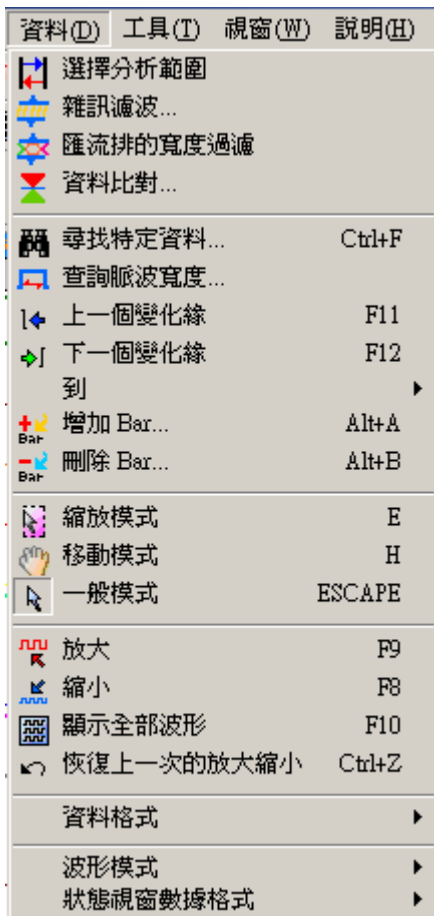 資料(D) 工具(T) 視窗(W) 說明(H)
選擇分析範圍
雜訊濾波...
匯流排的寬度過濾
資料比對...
尋找特定資料... Ctrl+F
查詢脈波寬度...
上一個變化緣 F11
下一個變化緣 F12
到
增加 Bar... Alt+A
刪除 Bar... Alt+B
縮放模式 E
移動模式 H
一般模式 ESCAPE
放大 F9
縮小 F8
顯示全部波形 F10
恢復上一次的放大縮小 Ctrl+Z
資料格式
波形模式
狀態視窗數據格式